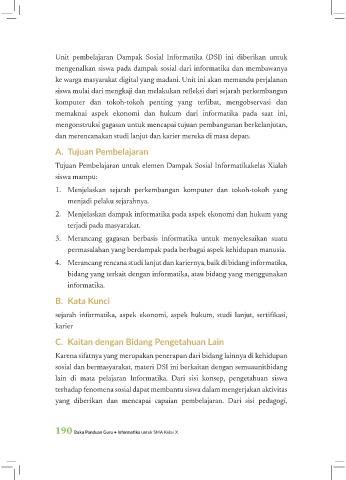 Unit pembelajaran Dampak Sosial Informatika (DSI) ini diberikan untuk
mengenalkan siswa pada dampak sosial dari informatika dan membawanya
ke warga masyarakat digital yang madani. Unit ini akan memandu perjalanan
siswa mulai dari mengkaji dan melakukan refleksi dari sejarah perkembangan
komputer dan tokoh-tokoh penting yang terlibat, mengobservasi dan
memaknai aspek ekonomi dan hukum dari informatika pada saat ini,
mengonstruksi gagasan untuk mencapai tujuan pembangunan berkelanjutan,
dan merencanakan studi lanjut dan karier mereka di masa depan.
A. Tujuan Pembelajaran
Tujuan Pembelajaran untuk elemen Dampak Sosial Informatikakelas Xialah
siswa mampu:
1. Menjelaskan sejarah perkembangan komputer dan tokoh-tokoh yang
menjadi pelaku sejarahnya.
2. Menjelaskan dampak informatika pada aspek ekonomi dan hukum yang
terjadi pada masyarakat.
3. Merancang gagasan berbasis informatika untuk menyelesaikan suatu
permasalahan yang berdampak pada berbagai aspek kehidupan manusia.
4. Merancang rencana studi lanjut dan kariernya, baik di bidang informatika,
bidang yang terkait dengan informatika, atau bidang yang menggunakan
informatika.
B. Kata Kunci
sejarah informatika, aspek ekonomi, aspek hukum, studi lanjut, sertifikasi,
karier
C. Kaitan dengan Bidang Pengetahuan Lain
Karena sifatnya yang merupakan penerapan dari bidang lainnya di kehidupan
sosial dan bermasyarakat, materi DSI ini berkaitan dengan semuaunitbidang
lain di mata pelajaran Informatika. Dari sisi konsep, pengetahuan siswa
terhadap fenomena sosial dapat membantu siswa dalam mengerjakan aktivitas
yang diberikan dan mencapai capaian pembelajaran. Dari sisi pedagogi,
190 Buku Panduan Guru • Informatika untuk SMA Kelas X